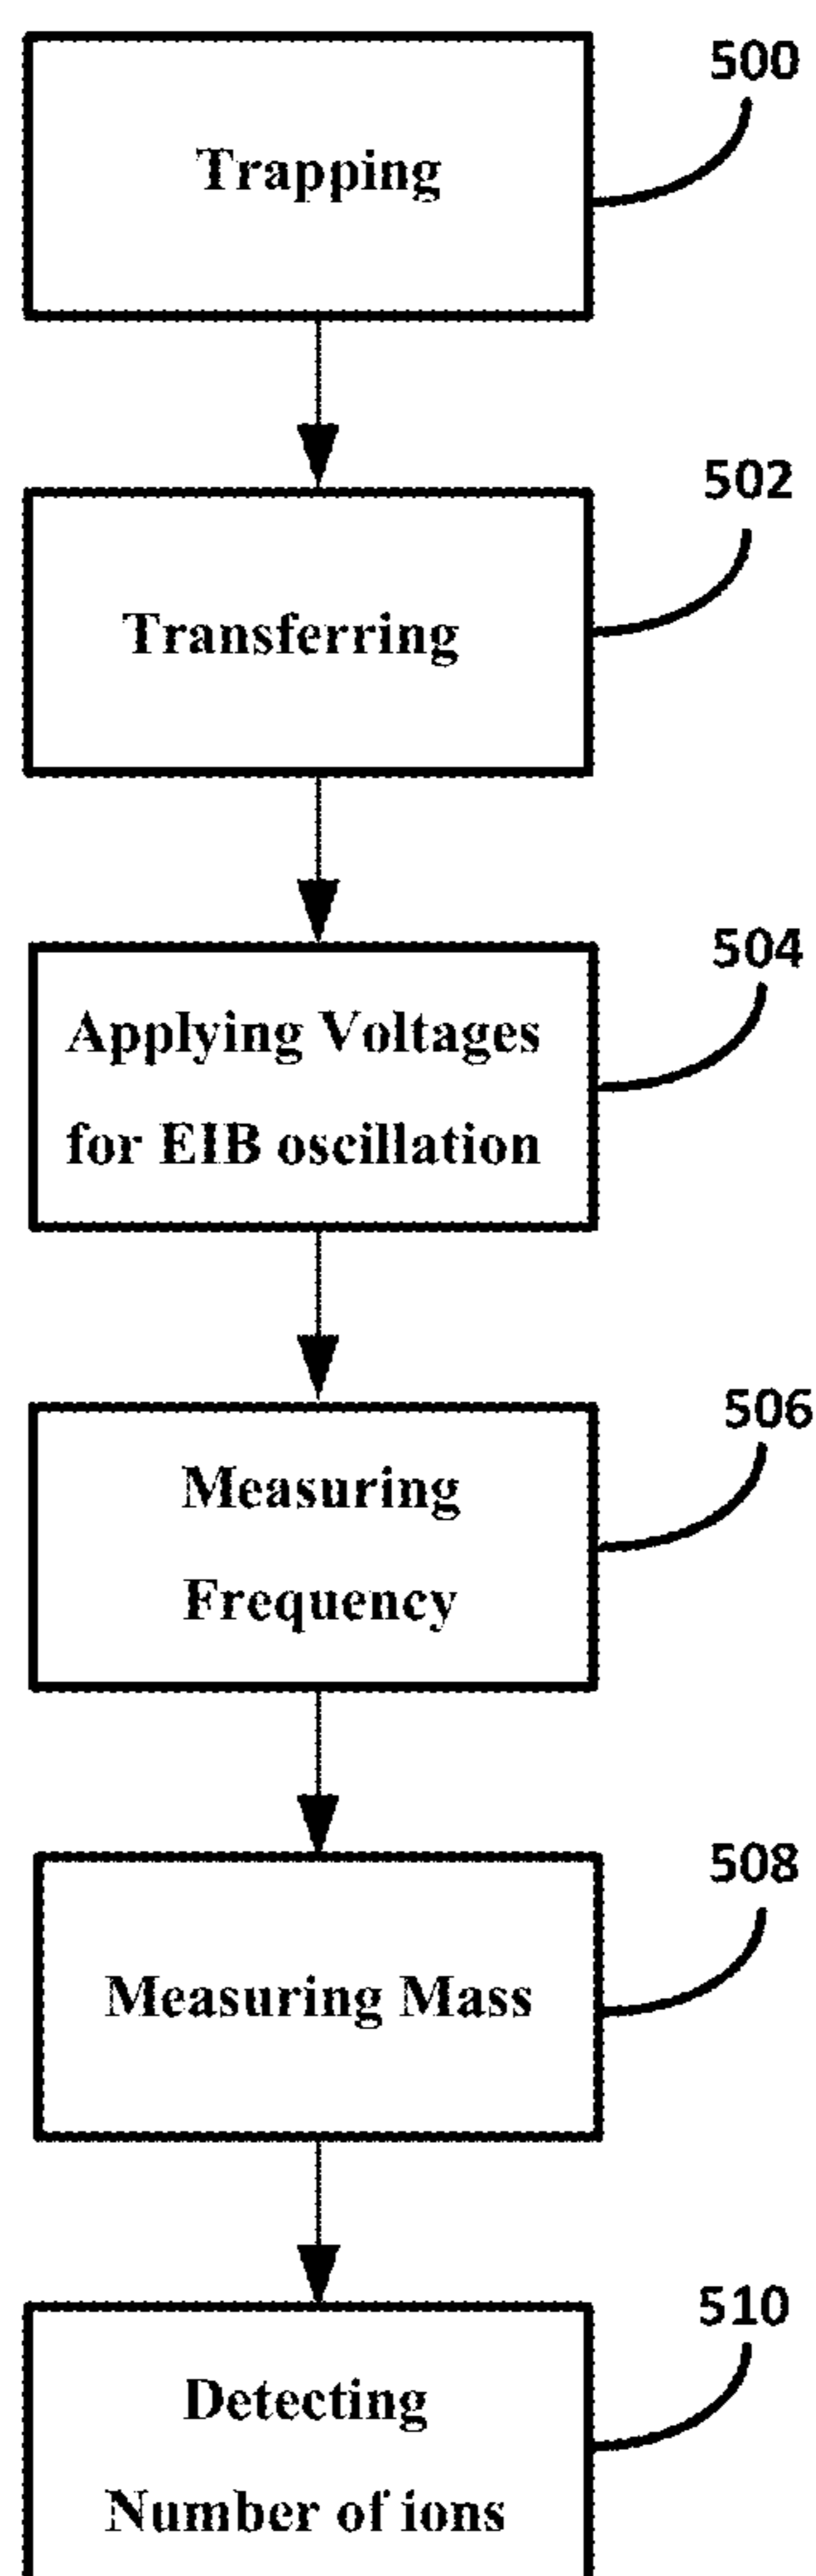 500
Trapping
502
Transferring
504
Applying Voltages
for EIB oscillation
506
Measuring
Frequency
508
Measuring Mass
510
Detecting
Number of ions